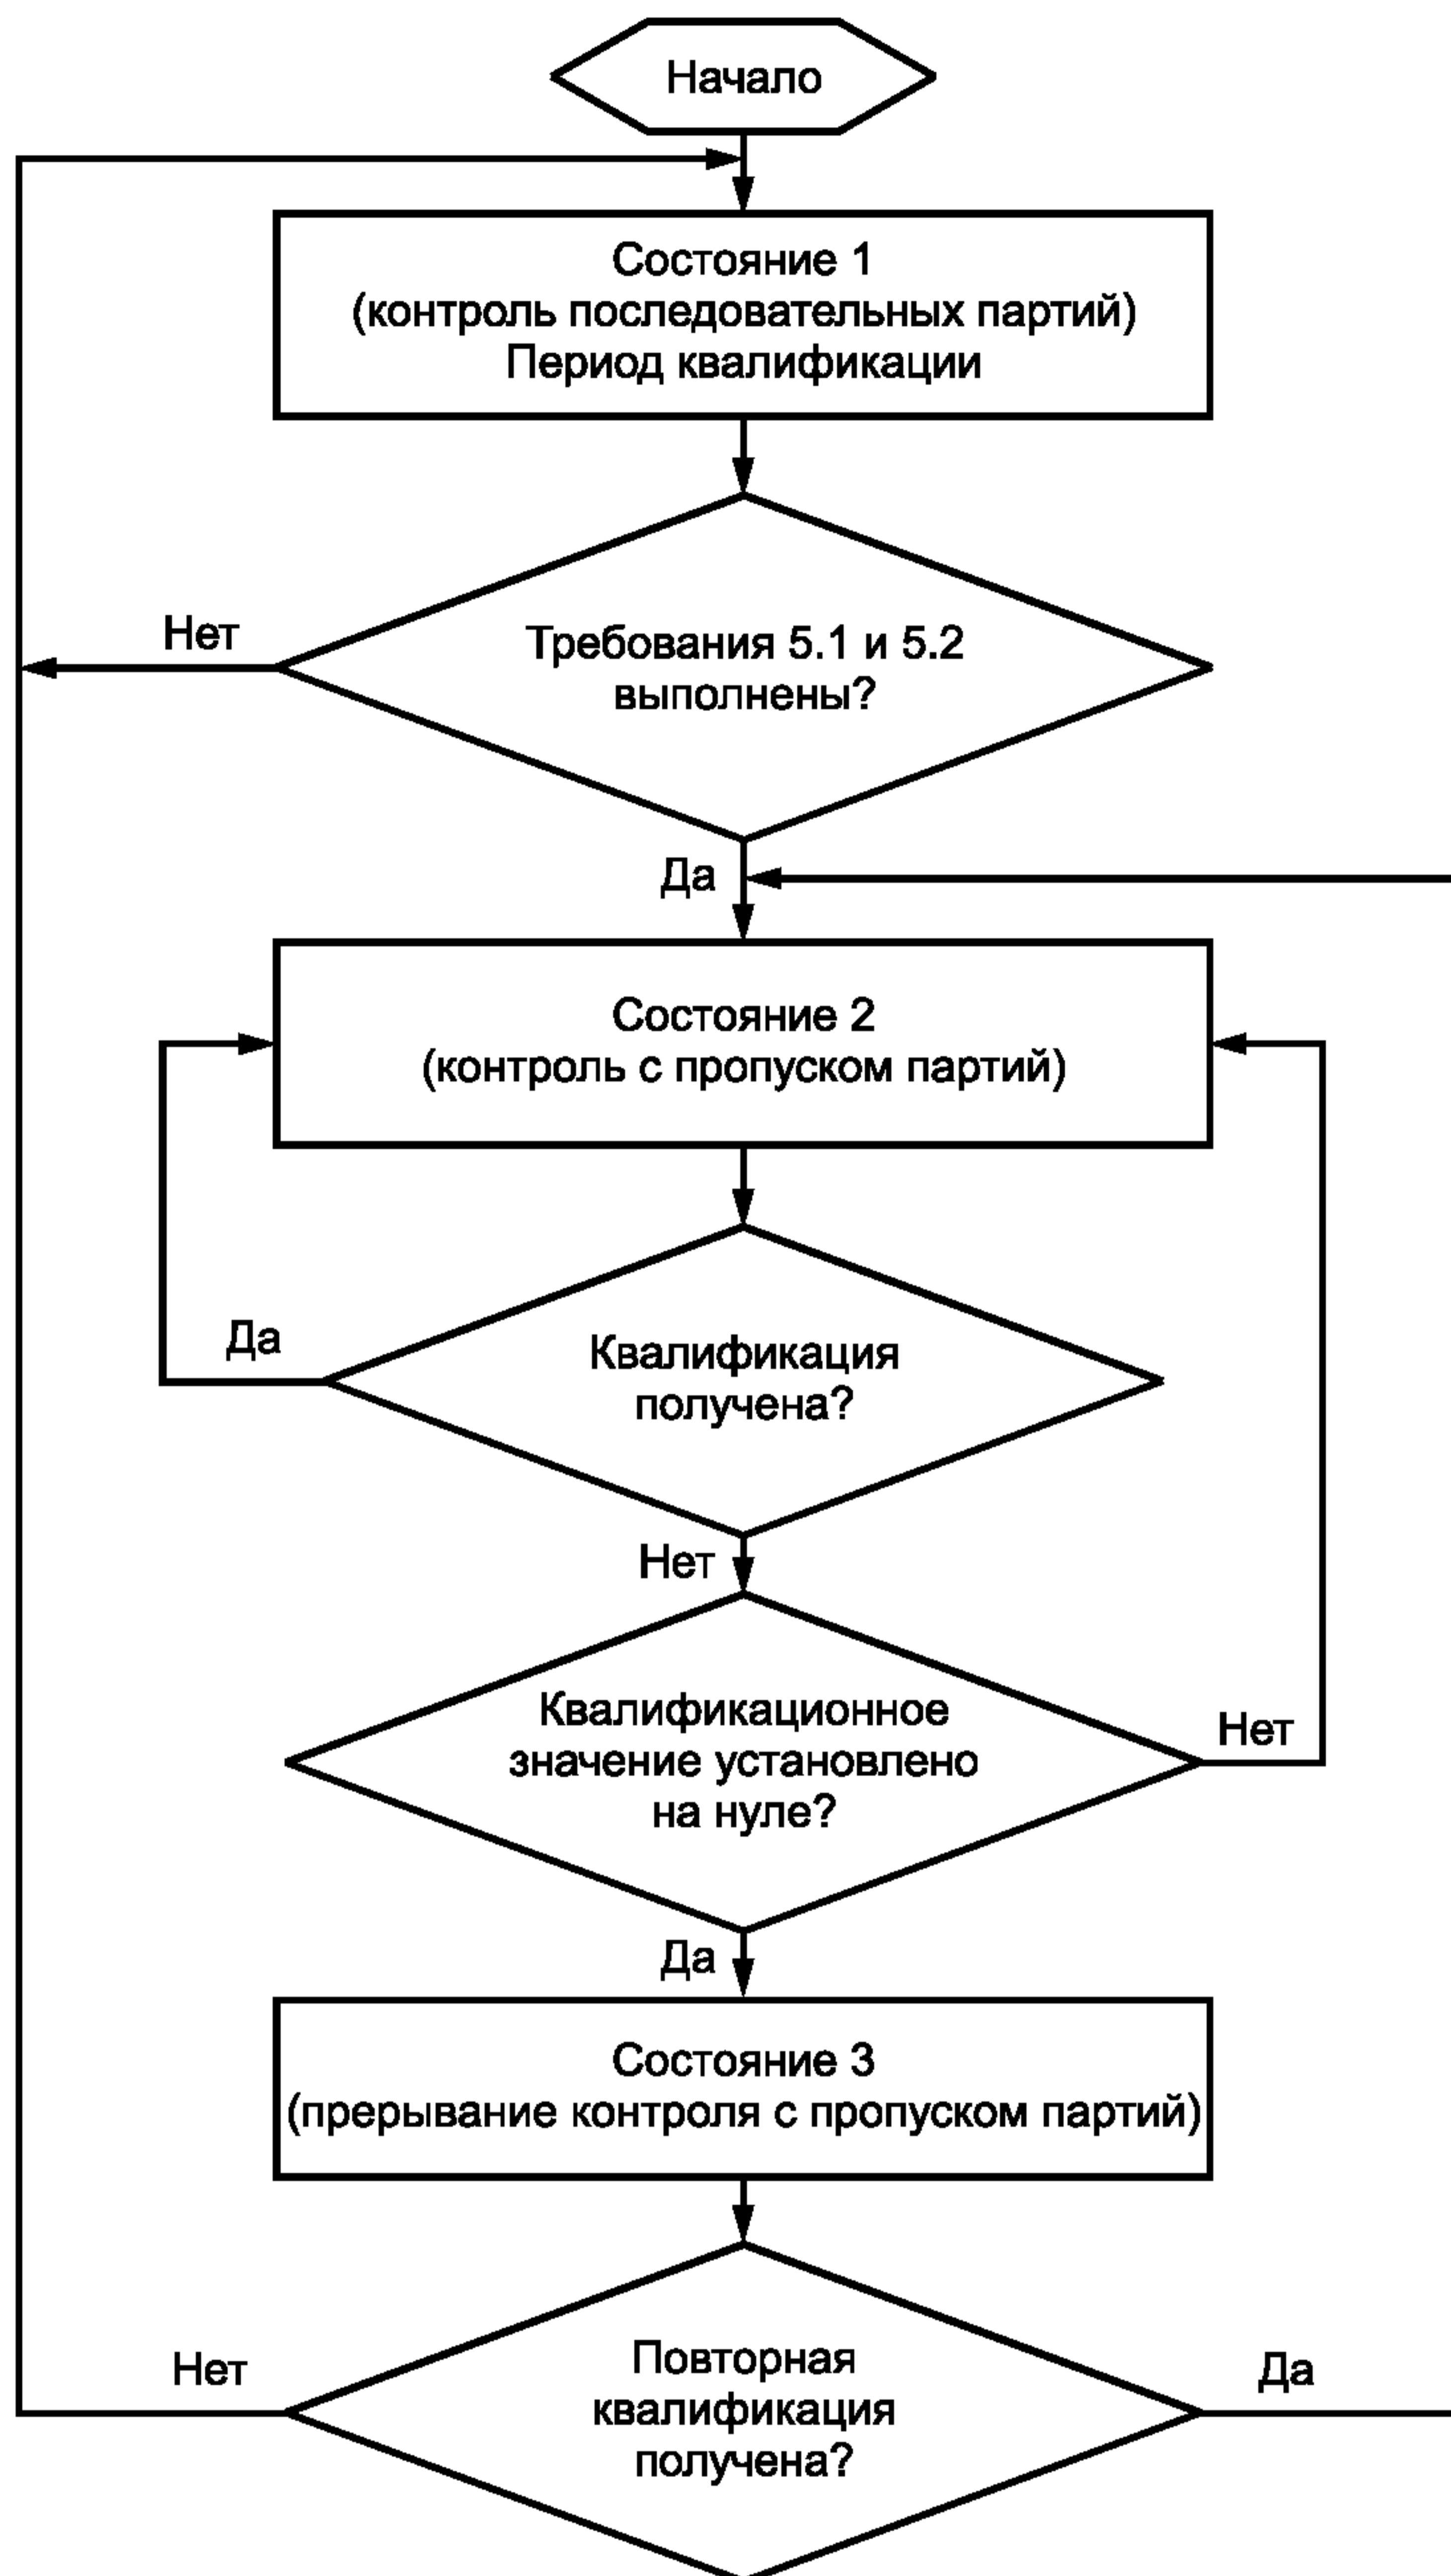 Начало
Состояние 1
(контроль последовательных партий)
Период квалификации
Нет
Требования 5.1 и 5.2
выполнены?
Да
Состояние 2
(контроль с пропуском партий)
Да
Квалификация
получена?
Нет
Квалификационное
значение установлено
на нуле?
Нет
Да
Состояние 3
(прерывание контроля с пропуском партий)
Нет
Повторная
квалификация
получена?
Да